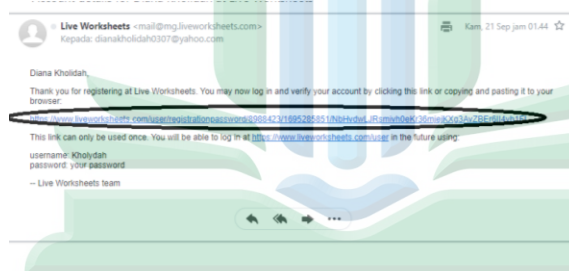 Live Worksheets <mail@mg.liveworksheets.com>
Kam, 21 Sep jam 01.44
Kepada: dianakholidah0307@yahoo.com
Diana Kholidah,
Thank you for registering at Live Worksheets. You may now log in and verify your account by clicking this link or copying and pasting it to your
browser:
This link can only be used once. You will be able to log in at https://www.liveworksheets.com/user in the future using:
username: Kholydah
password: your password
-- Live Worksheets team